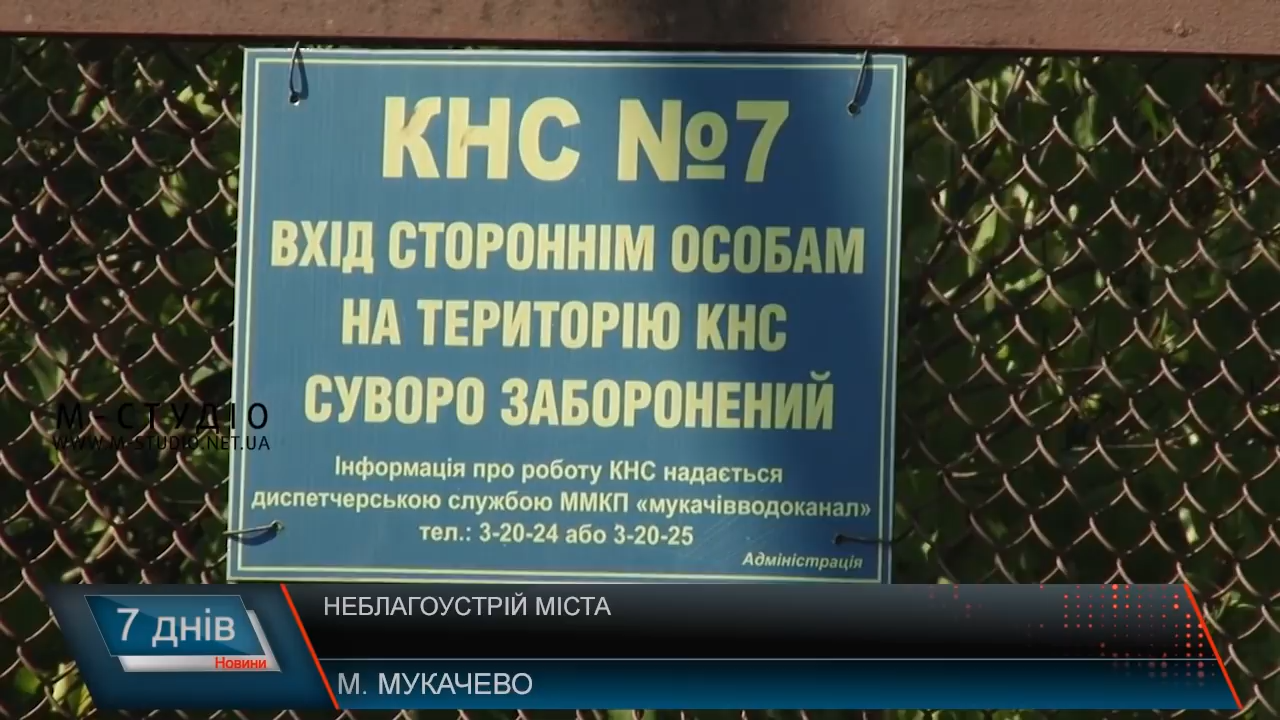 КНС №7
ВХІД СТОРОННІМ ОСОБАМ
НА ТЕРИТОРІЮ КНС
СУВОРО ЗАБОРОНЕНИЙ
Інформація про роботу КНС надається
диспетчерською службою ММКП «мукачівводоканал»
тел.: 3-20-24 або 3-20-25
Адміністрація
М-СТУДІО
WWW.M-STUDIO.NET.UA
7 днів
Новини
НЕБЛАГОУСТРІЙ МІСТА
М. МУКАЧЕВО